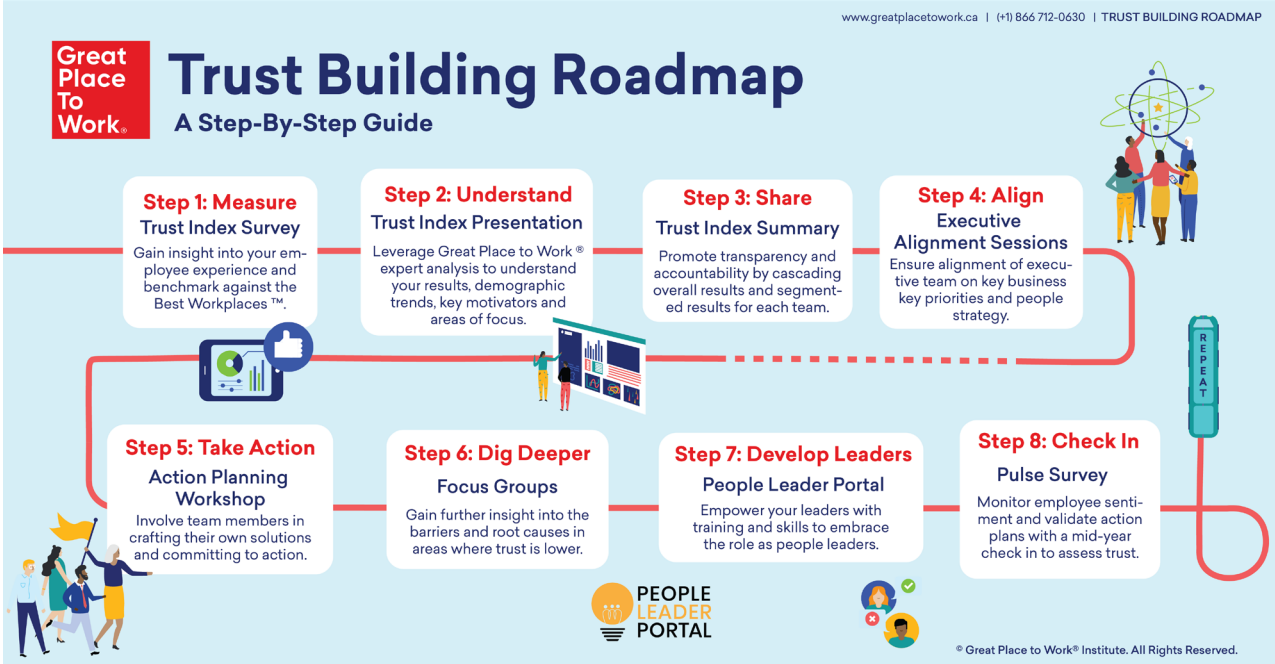 www.greatplacetowork.ca | (+1) 866 712-0630 | TRUST BUILDING ROADMAP
Great
Place
To
Work®
Trust Building Roadmap
A Step-By-Step Guide
Step 1: Measure
Trust Index Survey
Gain insight into your em-
ployee experience and
benchmark against the
Best Workplaces ™.
Step 2: Understand
Trust Index Presentation
Leverage Great Place to Work ®
expert analysis to understand
your results, demographic
trends, key motivators and
areas of focus.
Step 3: Share
Trust Index Summary
Promote transparency and
accountability by cascading
overall results and segment-
ed results for each team.
Step 4: Align
Executive
Alignment Sessions
Ensure alignment of execu-
tive team on key business
key priorities and people
strategy.
REPEAT
Step 5: Take Action
Action Planning
Workshop
Involve team members in
crafting their own solutions
and committing to action.
Step 6: Dig Deeper
Focus Groups
Gain further insight into the
barriers and root causes in
areas where trust is lower.
Step 7: Develop Leaders
People Leader Portal
Empower your leaders with
training and skills to embrace
the role as people leaders.
Step 8: Check In
Pulse Survey
Monitor employee senti-
ment and validate action
plans with a mid-year
check in to assess trust.
PEOPLE
LEADER
PORTAL
© Great Place to Work® Institute. All Rights Reserved.